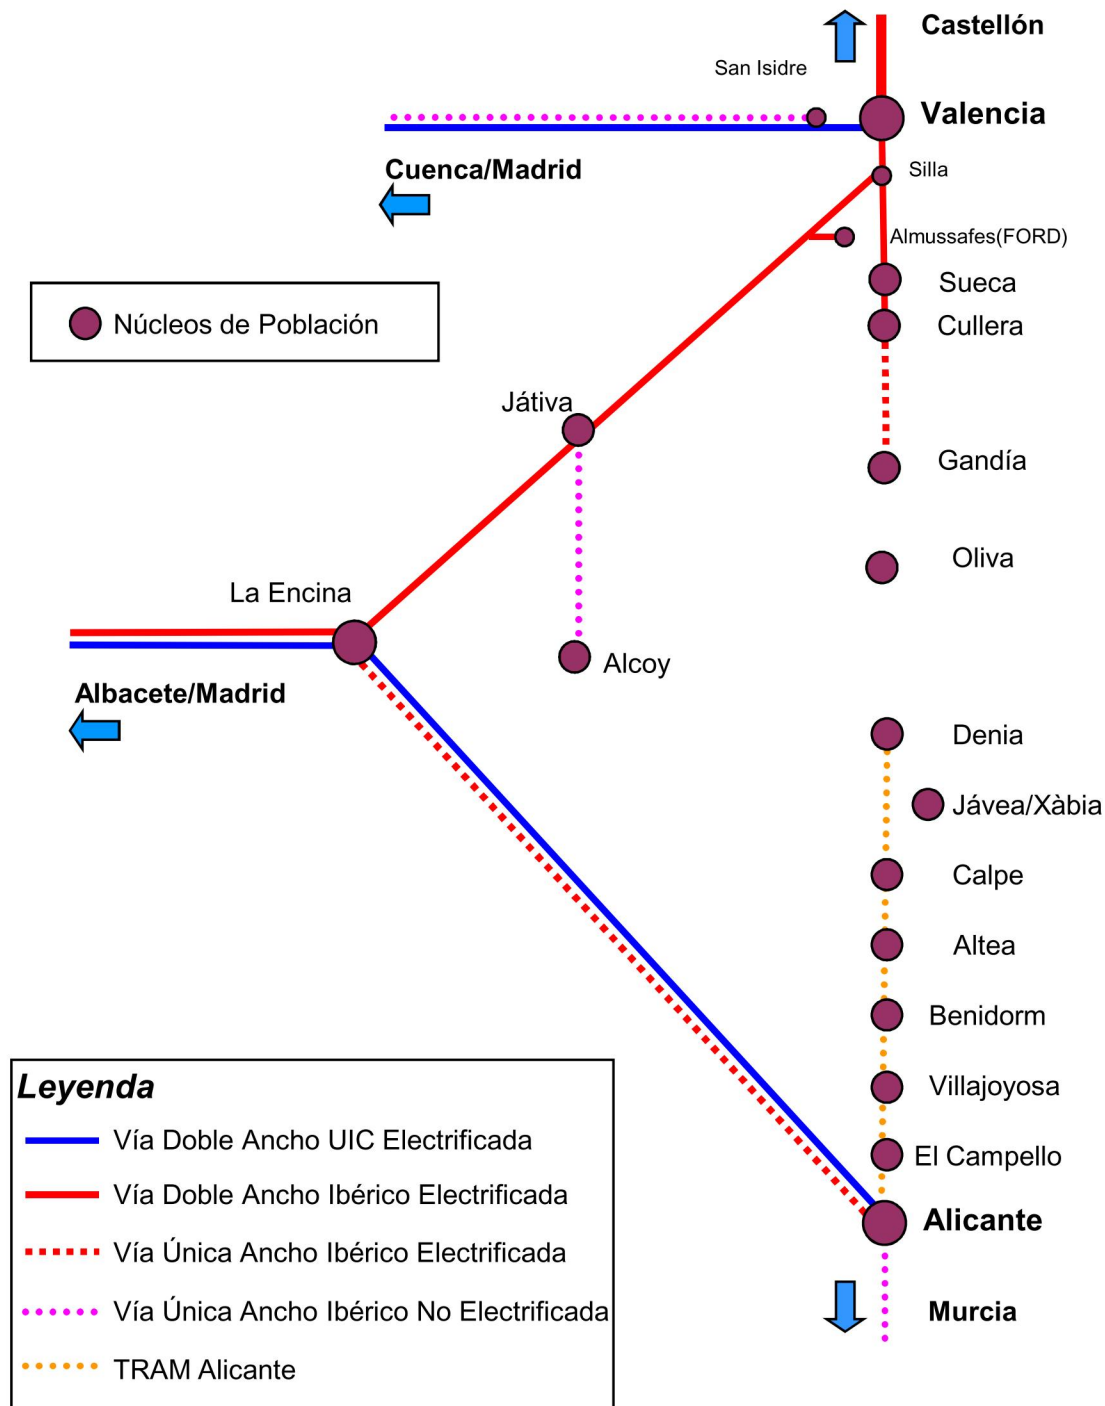 Castellón
San Isidre
Valencia
Cuenca/Madrid
Silla
Almussafes(FORD)
Sueca
Núcleos de Población
Cullera
Játiva
Gandía
Oliva
La Encina
Alcoy
Albacete/Madrid
Denia
Jávea/Xàbia
Calpe
Altea
Benidorm
Villajoyosa
El Campello
Alicante
Murcia
Leyenda
Vía Doble Ancho UIC Electrificada
Vía Doble Ancho Ibérico Electrificada
Vía Única Ancho Ibérico Electrificada
Vía Única Ancho Ibérico No Electrificada
TRAM Alicante